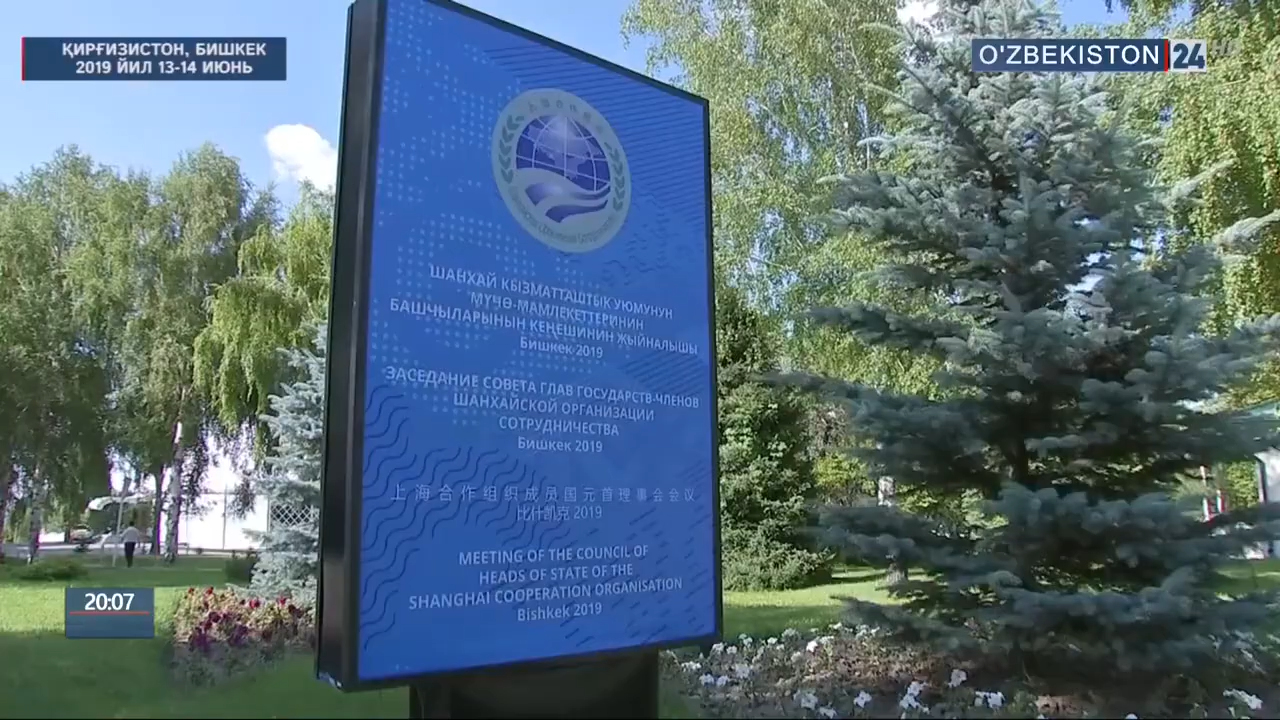 ҚИРҒИЗИСТОН, БИШКЕК
2019 ЙИЛ 13-14 ИЮНЬ
O'ZBEKISTON 24 HD
ШАНХАЙ КЫЗМАТТАШТЫК УЮМУНУН
МҮЧӨ-МАМЛЕКЕТТЕРИНИН
БАШЧЫЛАРЫНЫН КЕҢЕШИНИН ЖЫЙНАЛЫШЫ
Бишкек 2019
ЗАСЕДАНИЕ СОВЕТА ГЛАВ ГОСУДАРСТВ-ЧЛЕНОВ
ШАНХАЙСКОЙ ОРГАНИЗАЦИИ
СОТРУДНИЧЕСТВА
Бишкек 2019
上海合作组织成员国元首理事会会议
比什凯克 2019
MEETING OF THE COUNCIL OF
HEADS OF STATE OF THE
SHANGHAI COOPERATION ORGANISATION
Bishkek 2019
20:07